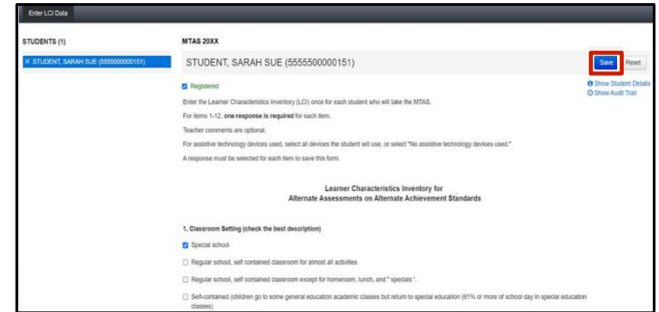 Enter LCI Data
STUDENTS (1)
× STUDENT, SARAH SUE (5555500000151)
MTAS 20XX
STUDENT, SARAH SUE (5555500000151)
Save Reset
Registered
Show Student Details
Show Audit Trail
Enter the Learner Characteristics Inventory (LCI) once for each student who will take the MTAS.
For items 1-12, one response is required for each item.
Teacher comments are optional.
For assistive technology devices used, select all devices the student will use, or select "No assistive technology devices used."
A response must be selected for each item to save this form.
Learner Characteristics Inventory for
Alternate Assessments on Alternate Achievement Standards
1. Classroom Setting (check the best description)
Special school
Regular school, self contained classroom for almost all activities
Regular school, self contained classroom except for homeroom, lunch, and " specials ".
Self-contained (children go to some general education academic classes but return to special education (61% or more of school day in special education
classes)